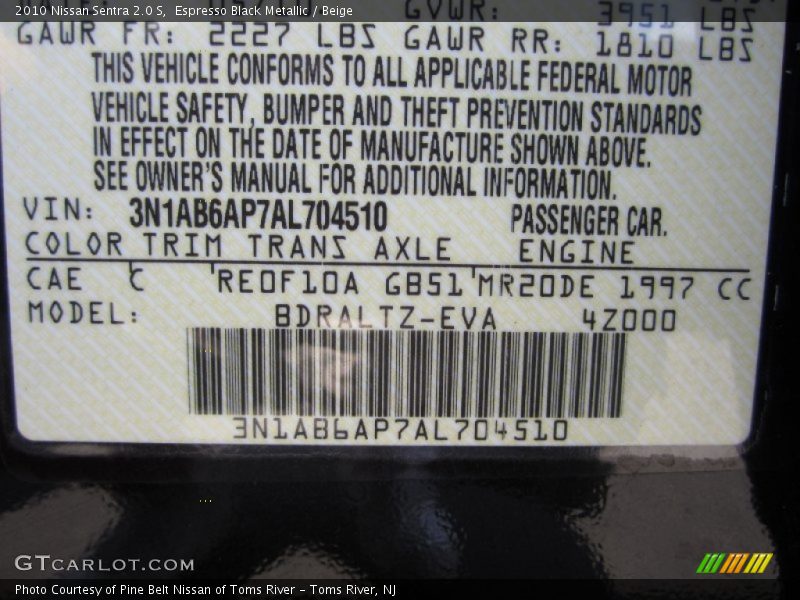 2010 Nissan Sentra 2.0 S, Espresso Black Metallic / Beige
GVWR: 3951 LBS
GAWR FR: 2227 LBS GAWR RR: 1810 LBS
THIS VEHICLE CONFORMS TO ALL APPLICABLE FEDERAL MOTOR
VEHICLE SAFETY, BUMPER AND THEFT PREVENTION STANDARDS
IN EFFECT ON THE DATE OF MANUFACTURE SHOWN ABOVE.
SEE OWNER'S MANUAL FOR ADDITIONAL INFORMATION.
VIN: 3N1AB6AP7AL704510 PASSENGER CAR.
COLOR TRIM TRANS AXLE ENGINE
CAE C RE0F10A GB51 MR20DE 1997 CC
MODEL: BDRALTZ-EVA 4Z000
3N1AB6AP7AL704510
GTCARLOT.COM
Photo Courtesy of Pine Belt Nissan of Toms River – Toms River, NJ